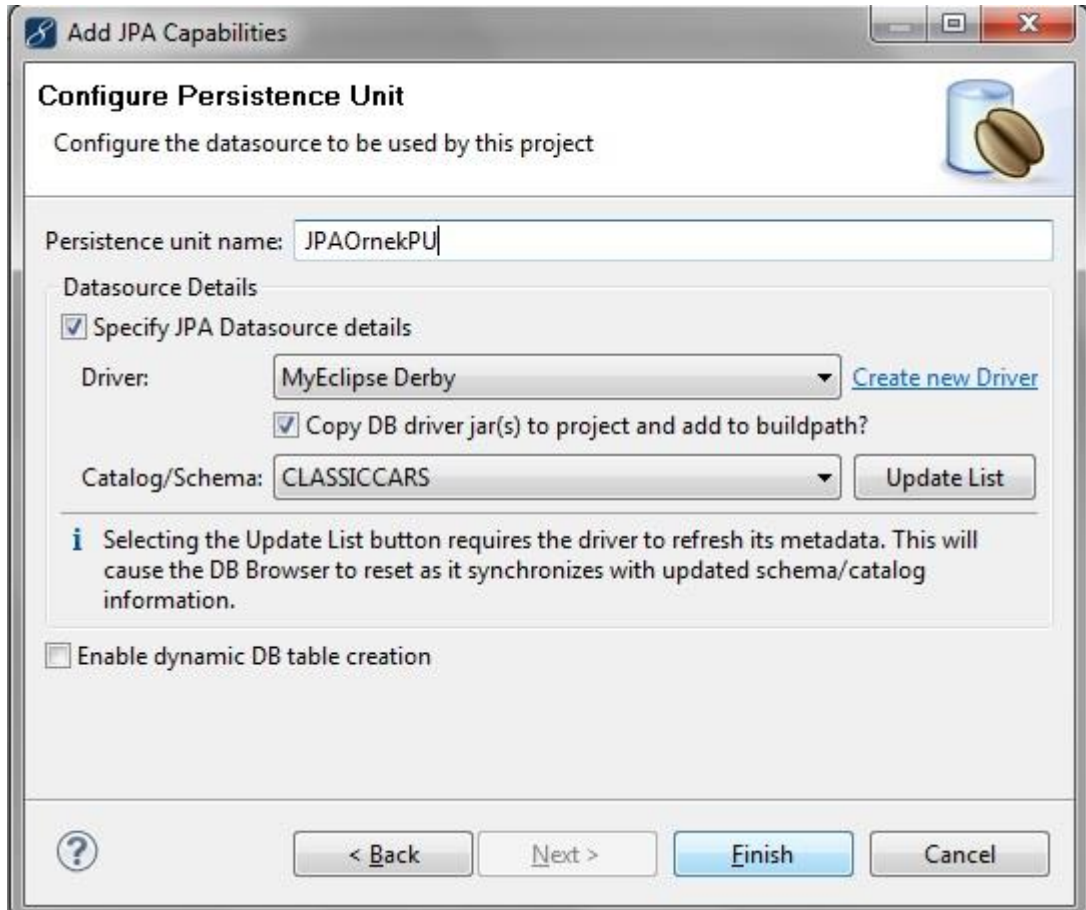 Add JPA Capabilities
Configure Persistence Unit
Configure the datasource to be used by this project
Persistence unit name: JPAOrnekPU
Datasource Details
Specify JPA Datasource details
Driver: MyEclipse Derby Create new Driver
Copy DB driver jar(s) to project and add to buildpath?
Catalog/Schema: CLASSICCARS Update List
i Selecting the Update List button requires the driver to refresh its metadata. This will
cause the DB Browser to reset as it synchronizes with updated schema/catalog
information.
Enable dynamic DB table creation
? < Back Next > Finish Cancel